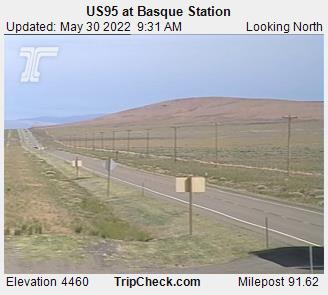 US95 at Basque Station
Updated: May 30 2022 9:31 AM Looking North
Elevation 4460 TripCheck.com Milepost 91.62